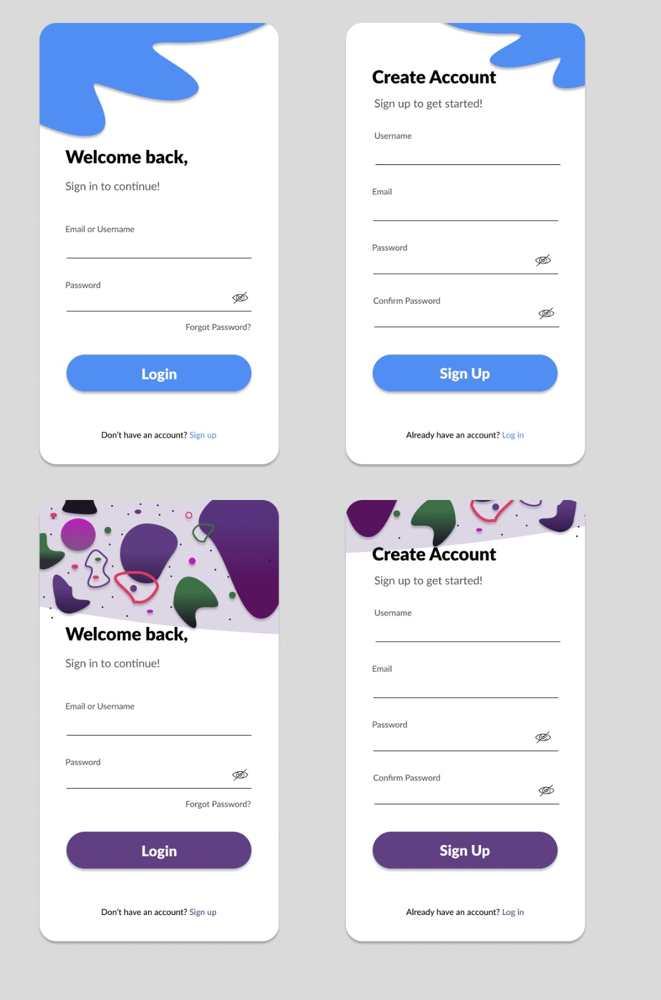 Welcome back,
Sign in to continue!
Email or Username
Password
Forgot Password?
Login
Don't have an account? Sign up
Create Account
Sign up to get started!
Username
Email
Password
Confirm Password
Sign Up
Already have an account? Log in
Welcome back,
Sign in to continue!
Email or Username
Password
Forgot Password?
Login
Don't have an account? Sign up
Create Account
Sign up to get started!
Username
Email
Password
Confirm Password
Sign Up
Already have an account? Log in